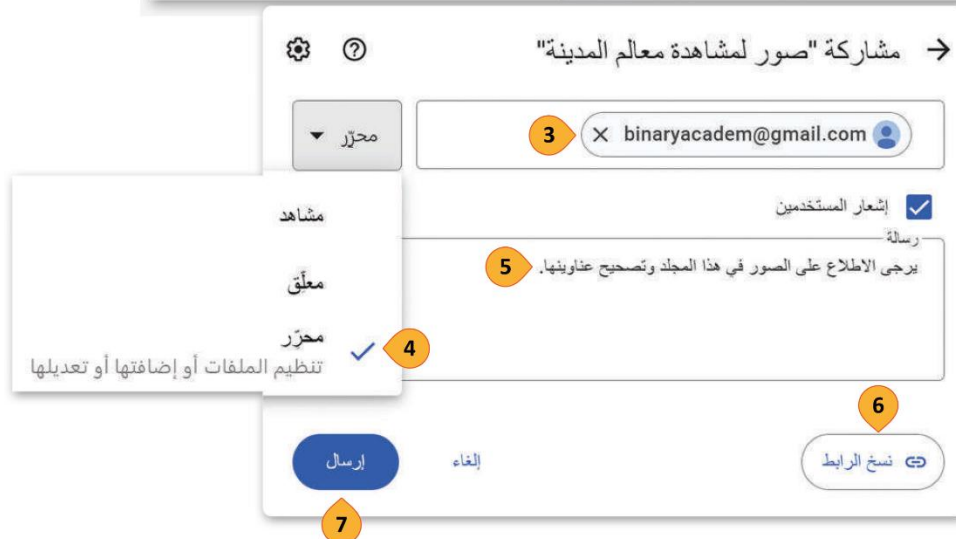 مشاركة "صور لمشاهدة معالم المدينة"
binaryacadem@gmail.com
3
محرّر
إشعار المستخدمين
رسالة
يرجى الاطلاع على الصور في هذا المجلد وتصحيح عناوينها.
5
مشاهد
معلّق
محرّر
تنظيم الملفات أو إضافتها أو تعديلها
4
6
نسخ الرابط
إلغاء
إرسال
7